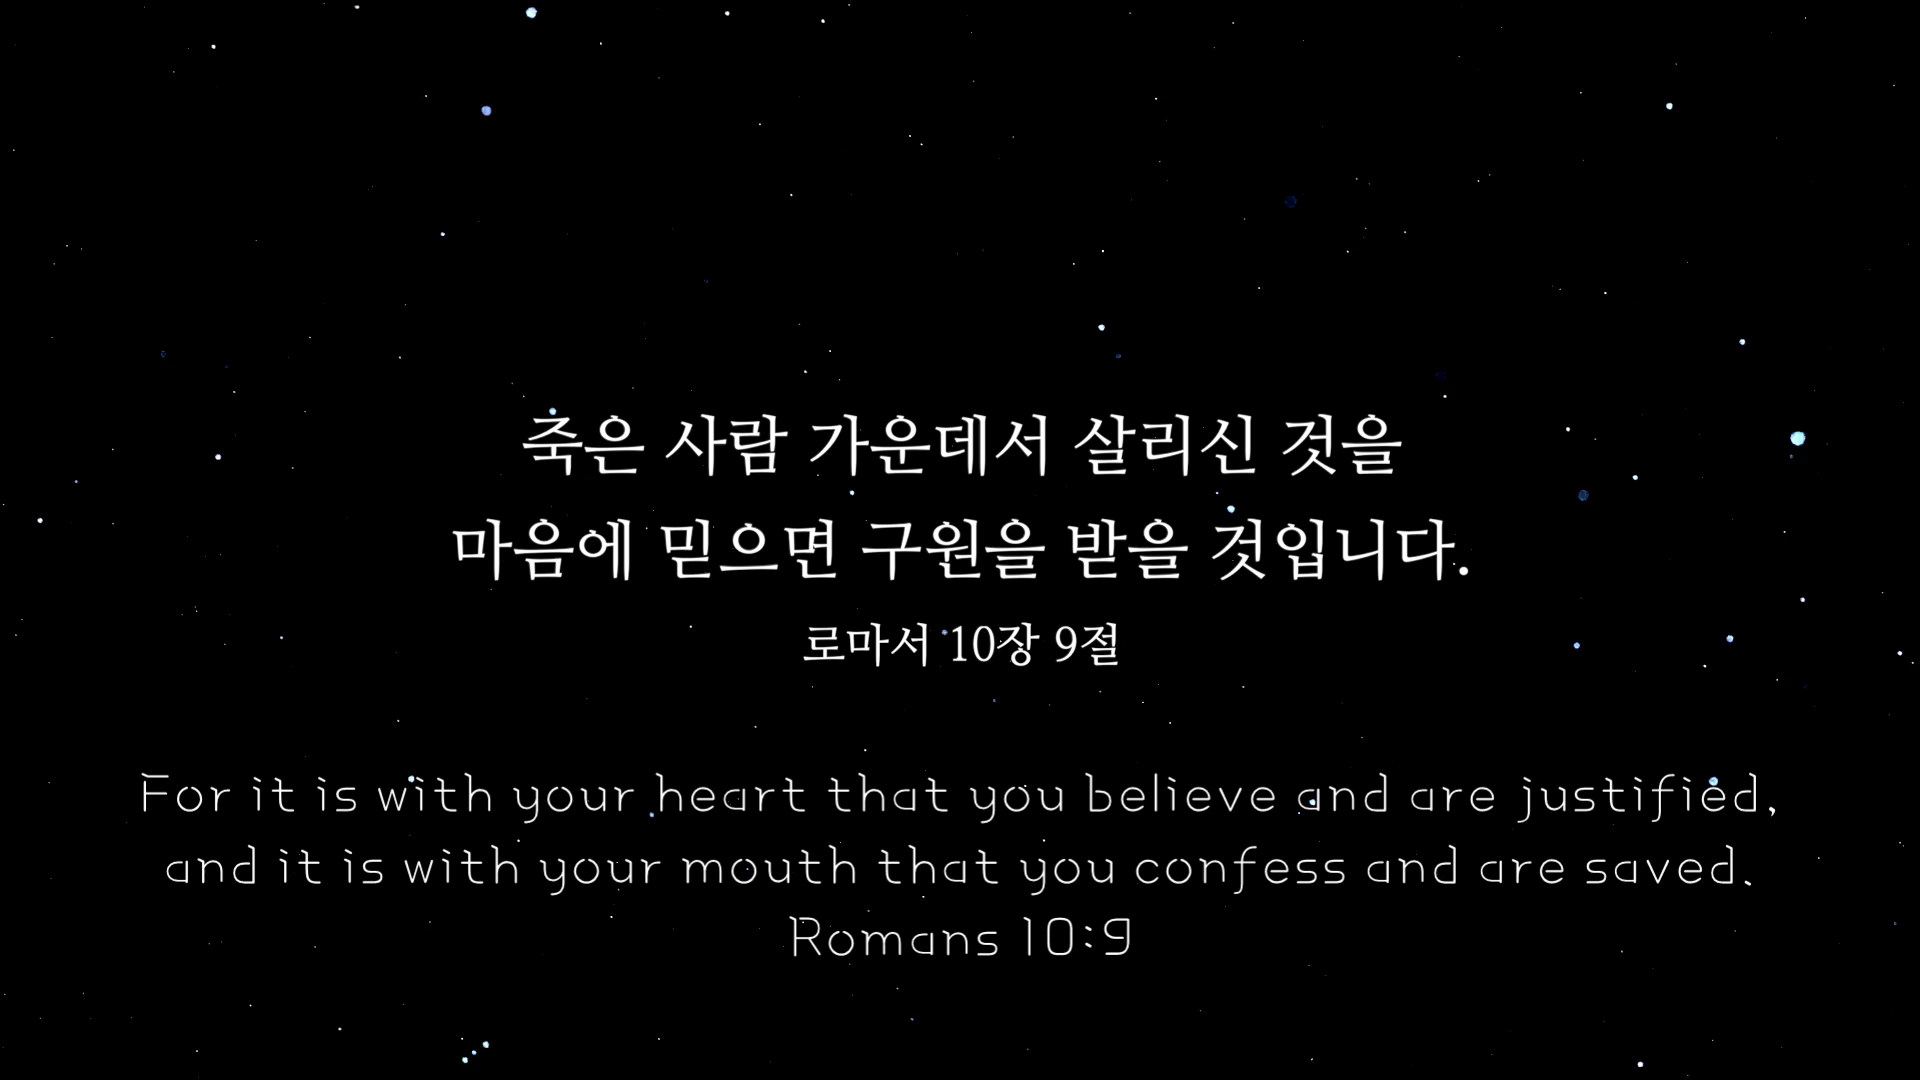 죽은 사람 가운데서 살리신 것을
마음에 믿으면 구원을 받을 것입니다.
로마서 10장 9절
For it is with your heart that you believe and are justified,
and it is with your mouth that you confess and are saved.
Romans 10:9